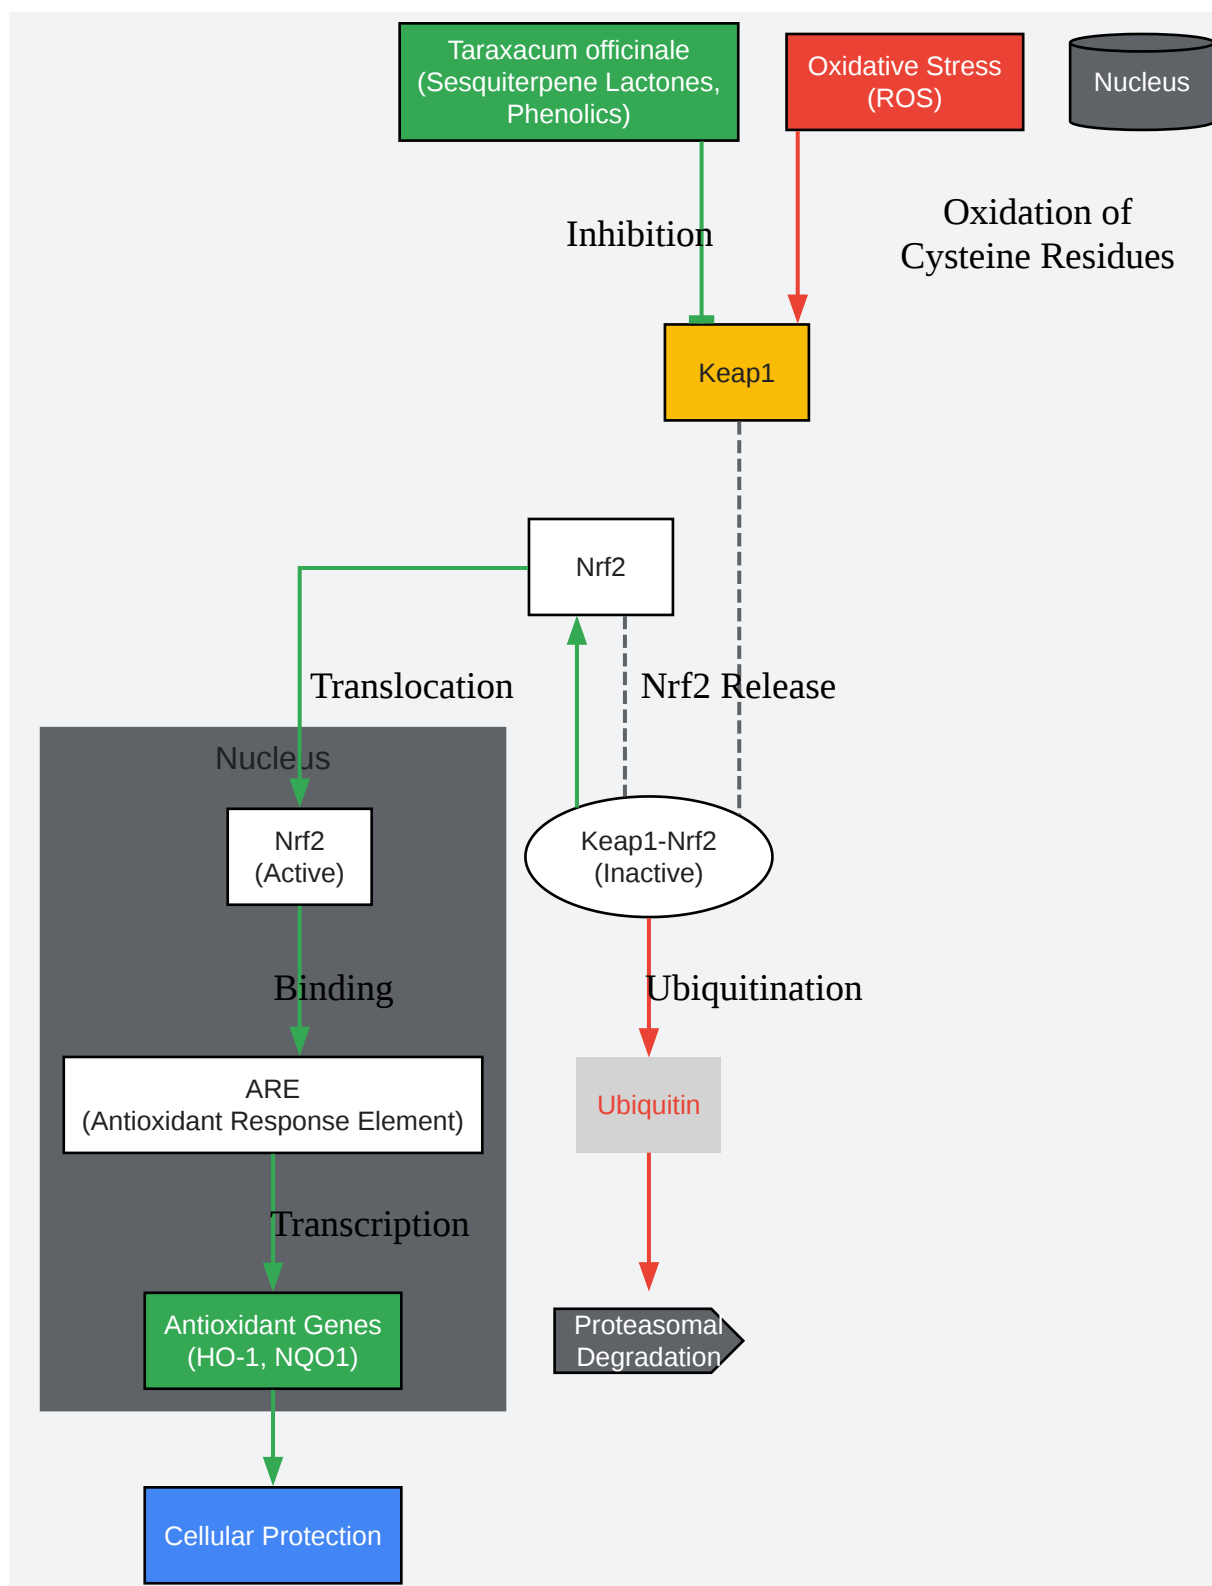 Taraxacum officinale
(Sesquiterpene Lactones,
Phenolics)
Oxidative Stress
(ROS)
Nucleus
Inhibition
Oxidation of
Cysteine Residues
Keap1
Nrf2
Translocation
Nrf2 Release
Nucleus
Nrf2
(Active)
Keap1-Nrf2
(Inactive)
Binding
Ubiquitination
ARE
(Antioxidant Response Element)
Ubiquitin
Transcription
Antioxidant Genes
(HO-1, NQO1)
Proteasomal
Degradation
Cellular Protection